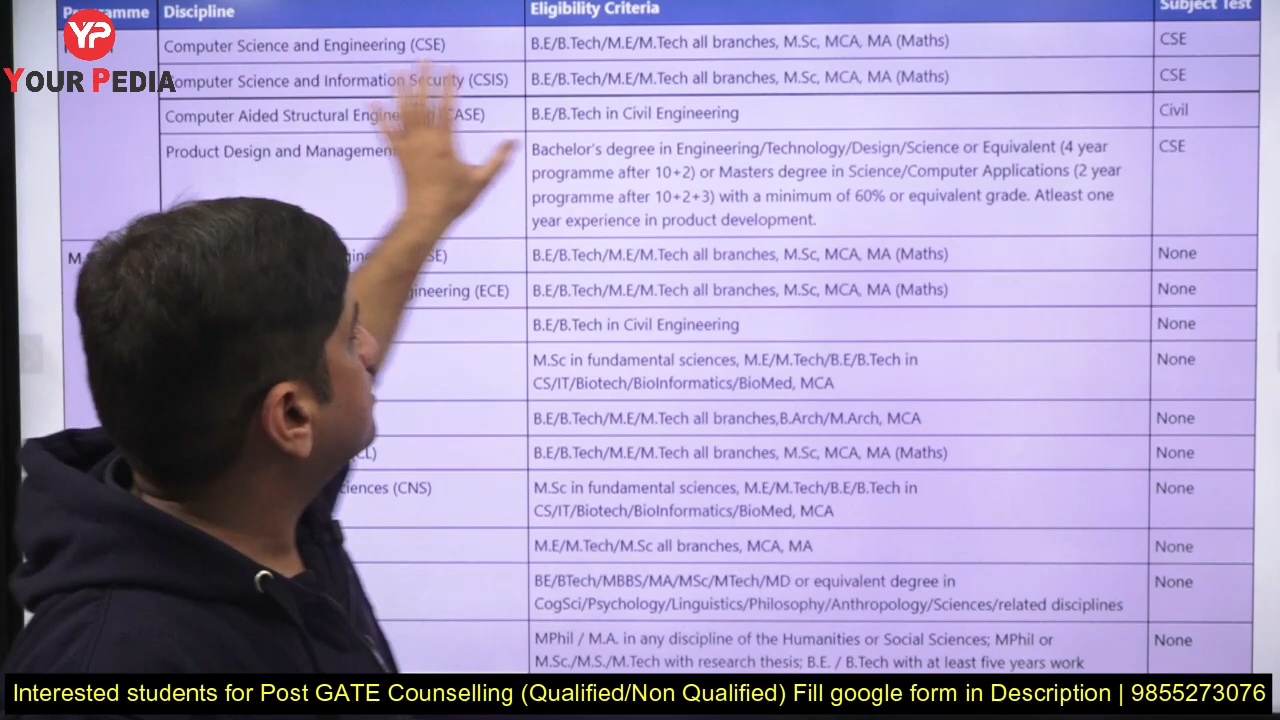 Programme Discipline Eligibility Criteria Subject Test
YP
YOUR PEDIA
Computer Science and Engineering (CSE) B.E/B.Tech/M.E/M.Tech all branches, M.Sc, MCA, MA (Maths) CSE
Computer Science and Information Security (CSIS) B.E/B.Tech/M.E/M.Tech all branches, M.Sc, MCA, MA (Maths) CSE
Computer Aided Structural (CASE) B.E/B.Tech in Civil Engineering Civil
Product Design and Management Bachelor's degree in Engineering/Technology/Design/Science or Equivalent (4 year CSE
programme after 10+2) or Masters degree in Science/Computer Applications (2 year
programme after 10+2+3) with a minimum of 60% or equivalent grade. Atleast one
year experience in product development.
B.E/B.Tech/M.E/M.Tech all branches, M.Sc, MCA, MA (Maths) None
(ECE) B.E/B.Tech/M.E/M.Tech all branches, M.Sc, MCA, MA (Maths) None
B.E/B.Tech in Civil Engineering None
M.Sc in fundamental sciences, M.E/M.Tech/B.E/B.Tech in None
CS/IT/Biotech/BioInformatics/BioMed, MCA
B.E/B.Tech/M.E/M.Tech all branches,B.Arch/M.Arch, MCA None
B.E/B.Tech/M.E/M.Tech all branches, M.Sc, MCA, MA (Maths) None
(CNS) M.Sc in fundamental sciences, M.E/M.Tech/B.E/B.Tech in None
CS/IT/Biotech/BioInformatics/BioMed, MCA
M.E/M.Tech/M.Sc all branches, MCA, MA None
BE/BTech/MBBS/MA/MSc/MTech/MD or equivalent degree in None
CogSci/Psychology/Linguistics/Philosophy/Anthropology/Sciences/related disciplines
MPhil / M.A. in any discipline of the Humanities or Social Sciences; MPhil or None
M.Sc./M.S./M.Tech with research thesis; B.E. / B.Tech with at least five years work
Interested students for Post GATE Counselling (Qualified/Non Qualified) Fill google form in Description | 9855273076